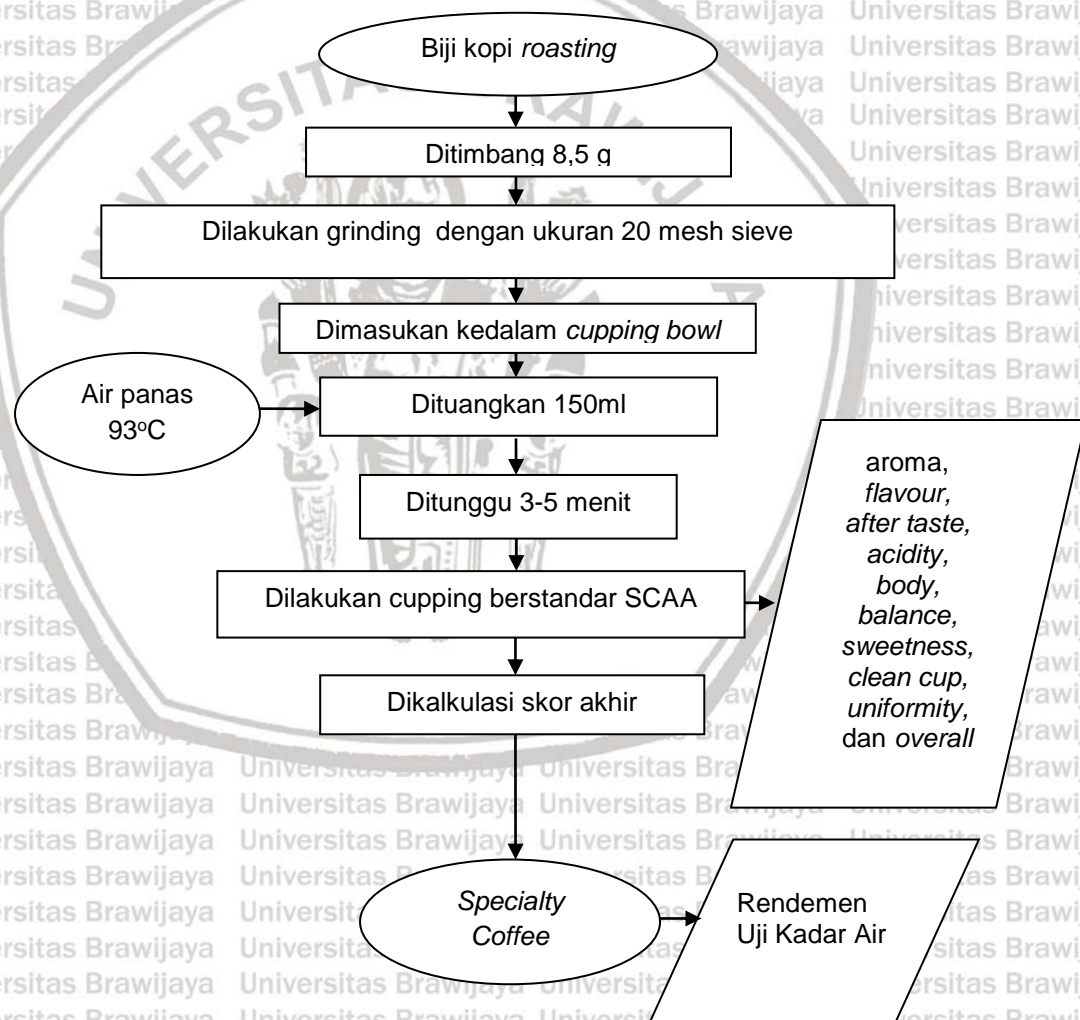 Biji kopi roasting
Ditimbang 8,5 g
Dilakukan grinding dengan ukuran 20 mesh sieve
Dimasukan kedalam cupping bowl
Air panas
93°C
Dituangkan 150ml
Ditunggu 3-5 menit
Dilakukan cupping berstandar SCAA
aroma,
flavour,
after taste,
acidity,
body,
balance,
sweetness,
clean cup,
uniformity,
dan overall
Dikalkulasi skor akhir
Specialty
Coffee
Rendemen
Uji Kadar Air